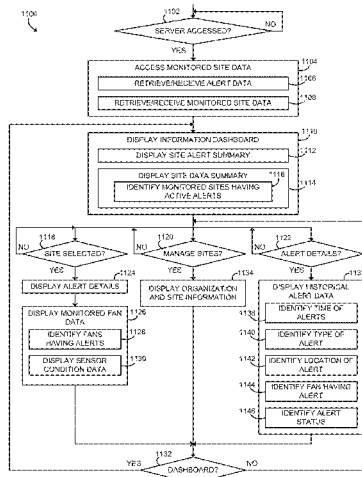 1100
1102
SERVER ACCESSED?
NO
YES
1104
ACCESS MONITORED SITE DATA
1106
RETRIEVE/RECEIVE ALERT DATA
1108
RETRIEVE/RECEIVE MONITORED SITE DATA
1110
DISPLAY INFORMATION DASHBOARD
1112
DISPLAY SITE ALERT SUMMARY
DISPLAY SITE DATA SUMMARY
1116
IDENTIFY MONITORED SITES HAVING
ACTIVE ALERTS
1114
1118
NO
SITE SELECTED?
YES
1120
NO
MANAGE SITES?
YES
1122
NO
ALERT DETAILS?
YES
1124
DISPLAY ALERT DETAILS
DISPLAY MONITORED FAN
DATA
1126
IDENTIFY FANS
HAVING ALERTS
1128
DISPLAY SENSOR
CONDITION DATA
1130
1134
DISPLAY ORGANIZATION
AND SITE INFORMATION
DISPLAY HISTORICAL
ALERT DATA
1138
IDENTIFY TIME OF
ALERTS
1140
IDENTIFY TYPE OF
ALERT
1142
IDENTIFY LOCATION OF
ALERT
1144
IDENTIFY FAN HAVING
ALERT
1146
IDENTIFY ALERT
STATUS
1132
YES
DASHBOARD?
NO